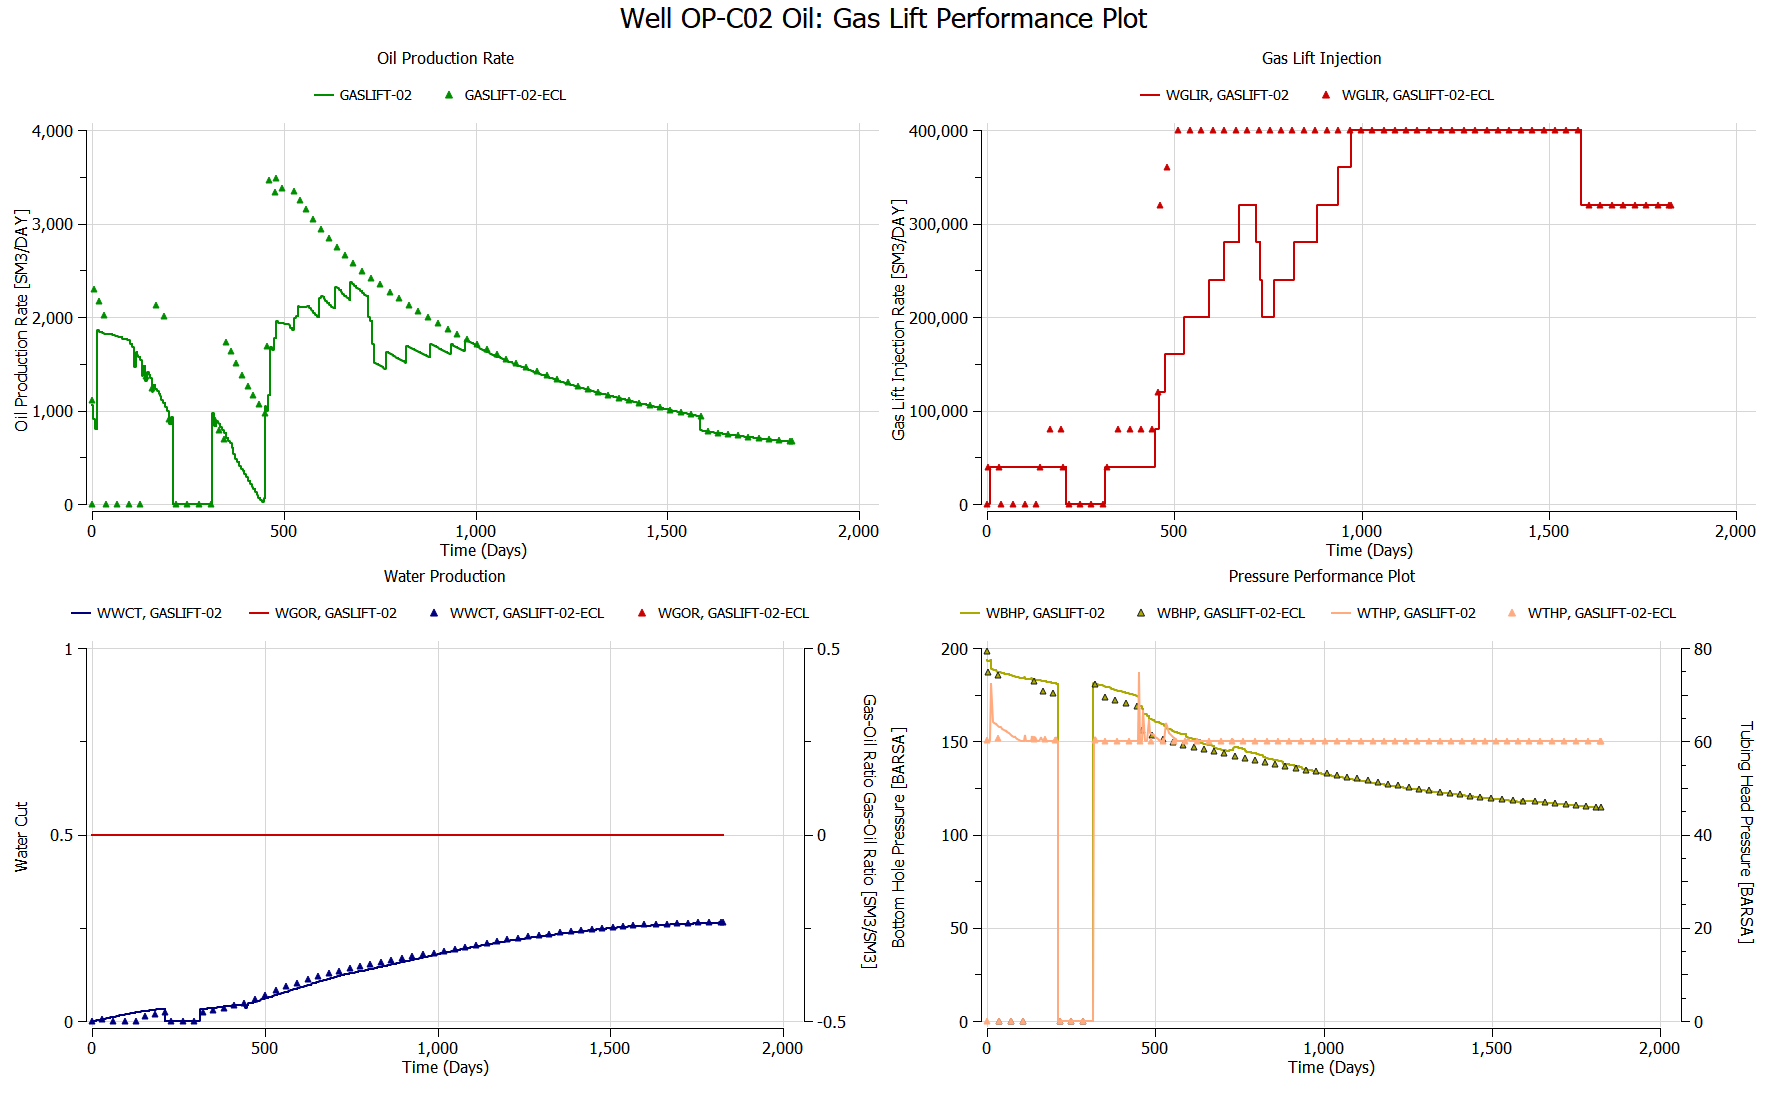 Well OP-C02 Oil: Gas Lift Performance Plot
Oil Production Rate
GASLIFT-02
GASLIFT-02-ECL
Oil Production Rate [SM3/DAY]
4,000
3,000
2,000
1,000
0
0
500
1,000
1,500
2,000
Time (Days)
Gas Lift Injection
WGLIR, GASLIFT-02
WGLIR, GASLIFT-02-ECL
Gas Lift Injection Rate [SM3/DAY]
400,000
300,000
200,000
100,000
0
0
500
1,000
1,500
2,000
Time (Days)
Water Production
WWCT, GASLIFT-02
WGOR, GASLIFT-02
WWCT, GASLIFT-02-ECL
WGOR, GASLIFT-02-ECL
Water Cut
1
0.5
0
0.5
0
-0.5
Gas-Oil Ratio Gas-Oil Ratio [SM3/SM3]
0
500
1,000
1,500
2,000
Time (Days)
Pressure Performance Plot
WBHP, GASLIFT-02
WBHP, GASLIFT-02-ECL
WTHP, GASLIFT-02
WTHP, GASLIFT-02-ECL
Bottom Hole Pressure [BARSA]
200
150
100
50
0
80
60
40
20
0
Tubing Head Pressure [BARSA]
0
500
1,000
1,500
2,000
Time (Days)